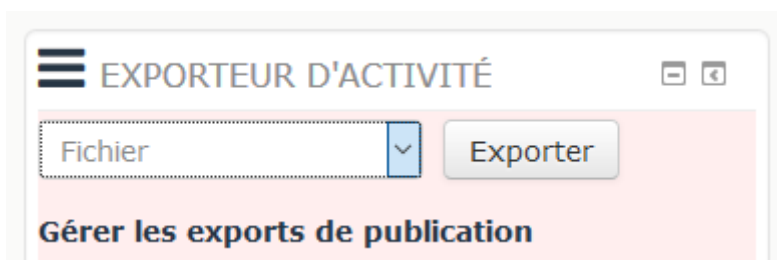 EXPORTEUR D'ACTIVITÉ
Fichier Exporter
Gérer les exports de publication